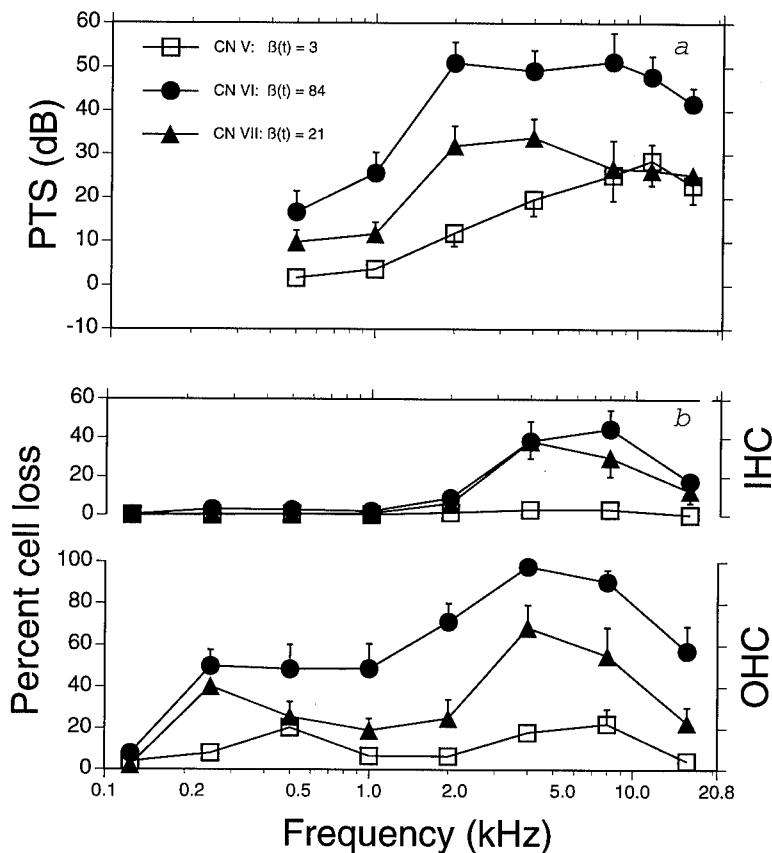 60
50
40
30
20
10
0
-10
PTS (dB)
CN V: β(t) = 3
CN VI: β(t) = 84
CN VII: β(t) = 21
a
60
40
20
0
b
IHC
Percent cell loss
100
80
60
40
20
0
OHC
0.1 0.2 0.5 1.0 2.0 5.0 10.0 20.8
Frequency (kHz)